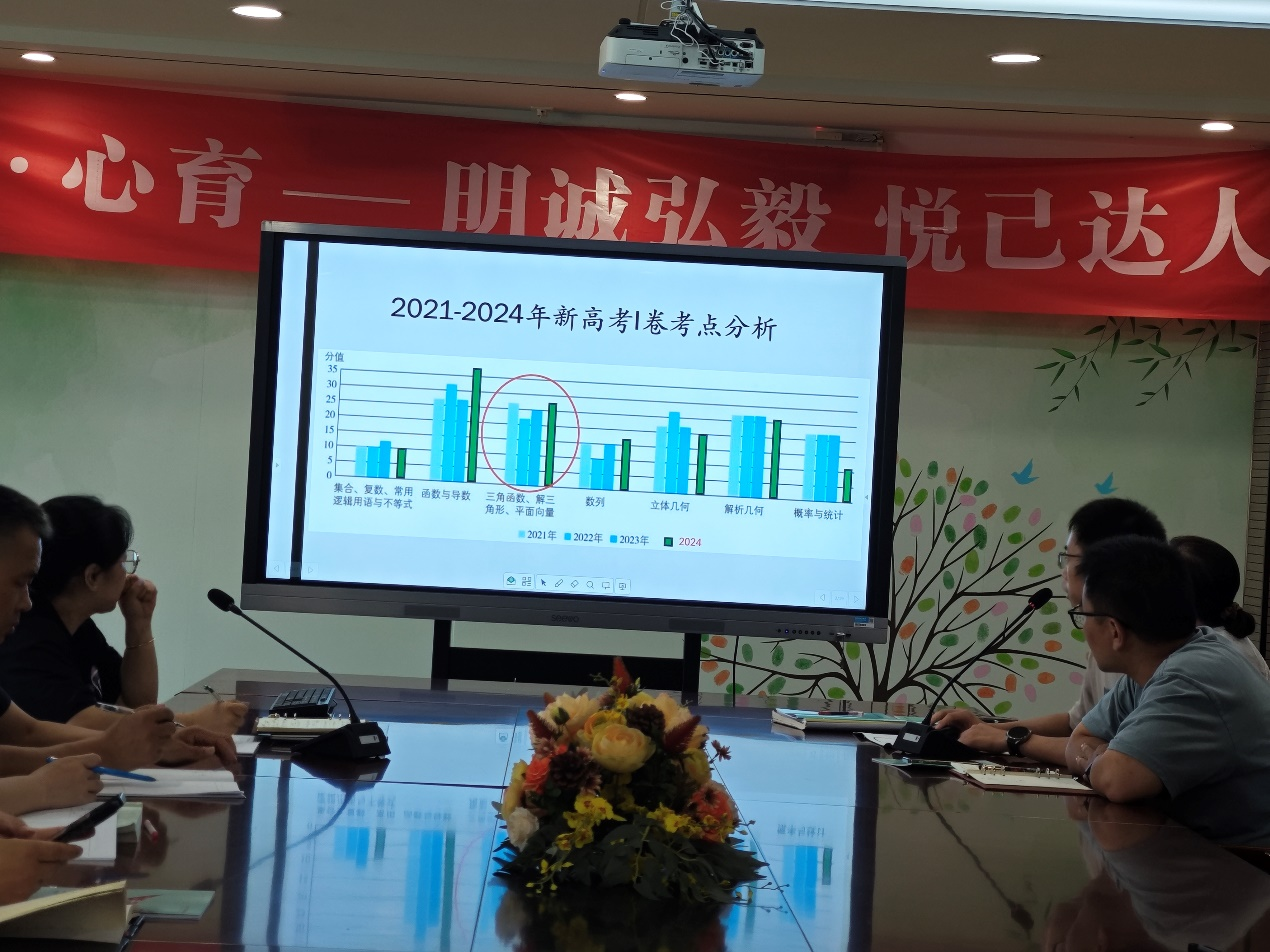 ·心育——明诚弘毅 悦己达人
2021-2024年新高考I卷考点分析
分值
35
30
25
20
15
10
5
0
集合、复数、常用
逻辑用语与不等式
函数与导数
三角函数、解三
角形、平面向量
数列
立体几何
解析几何
概率与统计
2021年 2022年 2023年 2024